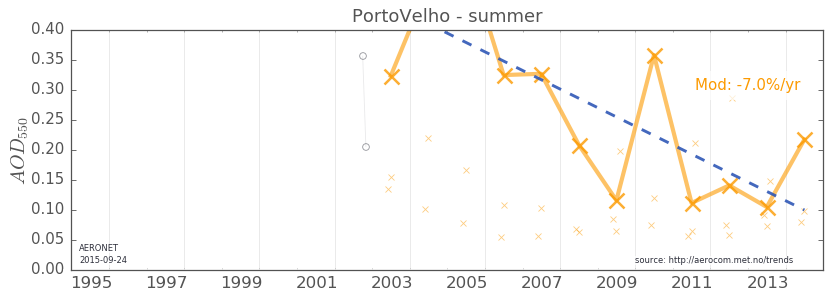 PortoVelho - summer
0.40
0.35
0.30
0.25
0.20
0.15
0.10
0.05
0.00
AOD550
Mod: -7.0%/yr
AERONET
2015-09-24
source: http://aerocom.met.no/trends
1995 1997 1999 2001 2003 2005 2007 2009 2011 2013